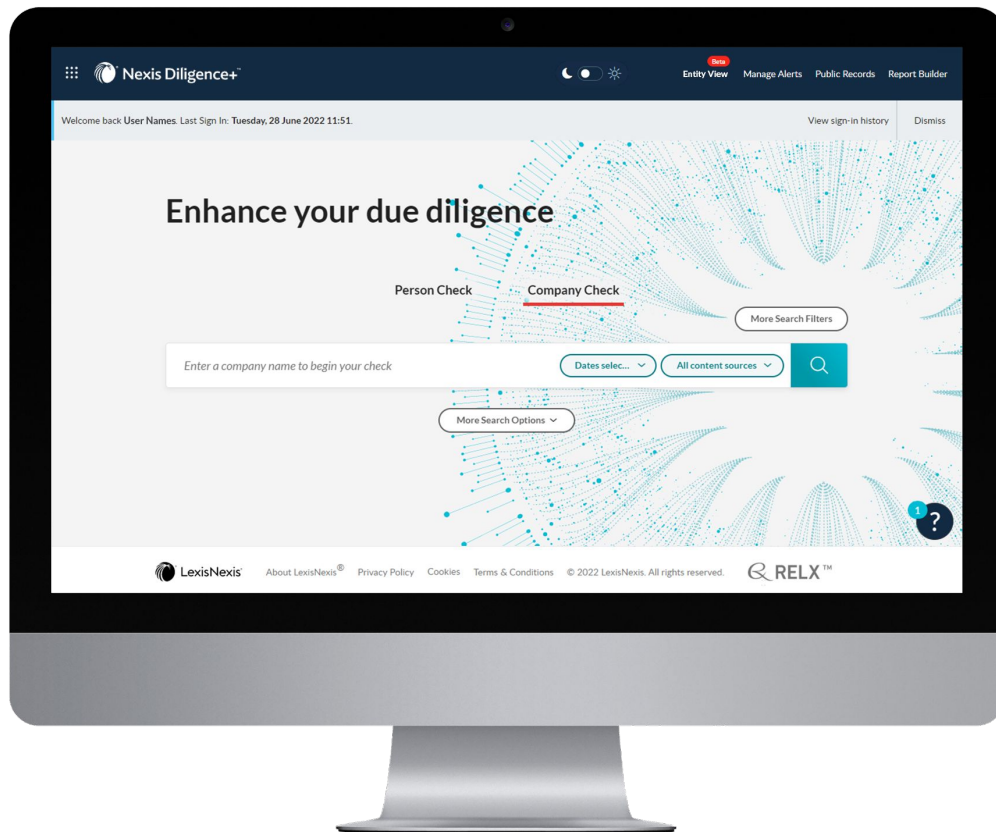 Nexis Diligence+™
Beta
Entity View Manage Alerts Public Records Report Builder
Welcome back User Names. Last Sign In: Tuesday, 28 June 2022 11:51.
View sign-in history Dismiss
Enhance your due diligence
Person Check Company Check
More Search Filters
Enter a company name to begin your check
Dates selec... All content sources
More Search Options
1
?
LexisNexis® About LexisNexis® Privacy Policy Cookies Terms & Conditions © 2022 LexisNexis. All rights reserved. RELX™